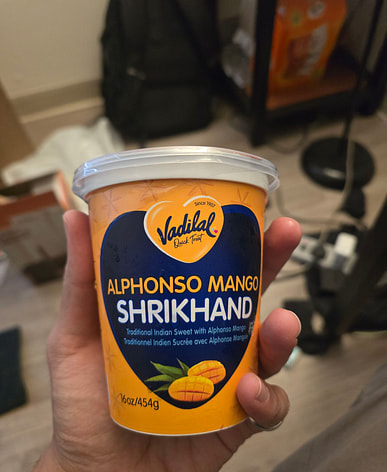 Since 1907
Vadilal
Quick Treat
ALPHONSO MANGO
SHRIKHAND
Traditional Indian Sweet with Alphonso Mango
Traditionnel Indien Sucrée avec Alphonso Mangue
16oz/454g